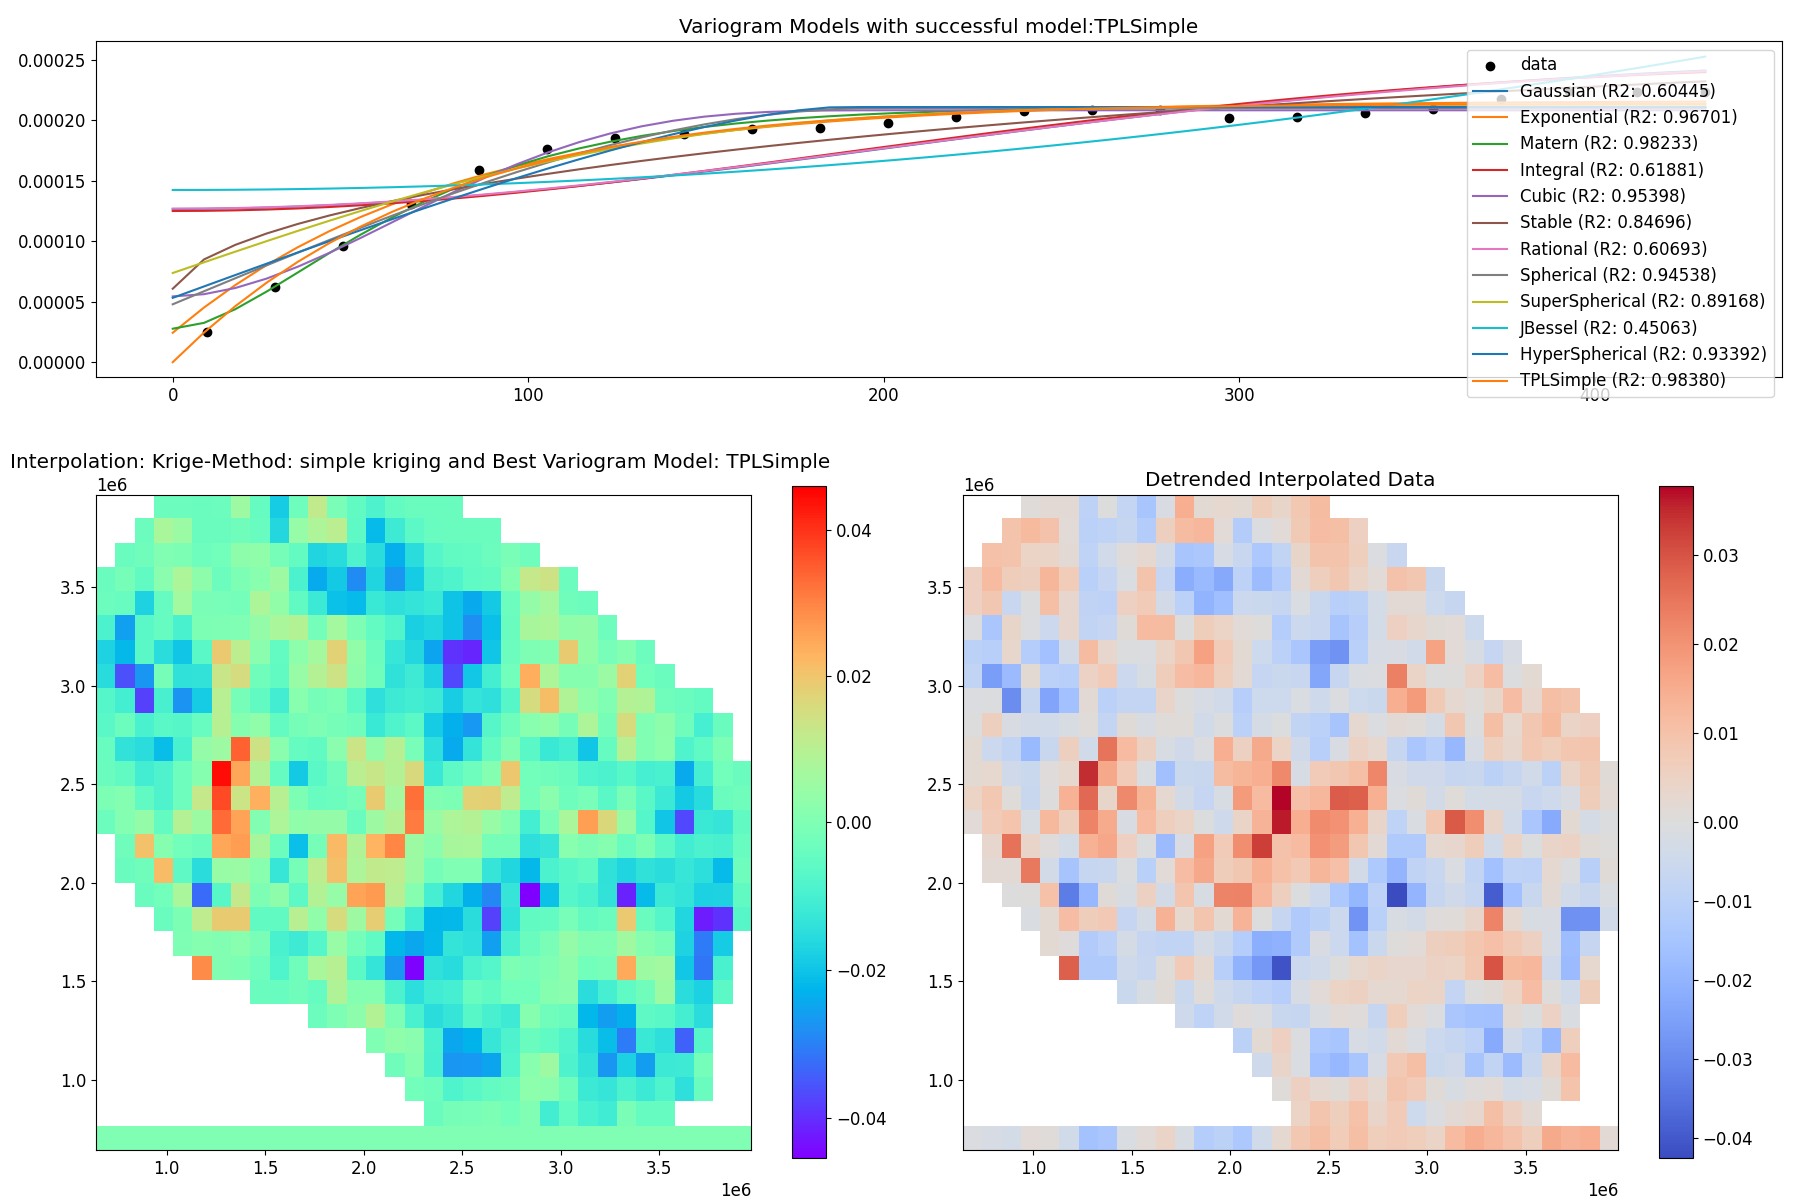 Variogram Models with successful model:TPLSimple
0.00025
0.00020
0.00015
0.00010
0.00005
0.00000
0
100
200
300
400
data
Gaussian (R2: 0.60445)
Exponential (R2: 0.96701)
Matern (R2: 0.98233)
Integral (R2: 0.61881)
Cubic (R2: 0.95398)
Stable (R2: 0.84696)
Rational (R2: 0.60693)
Spherical (R2: 0.94538)
SuperSpherical (R2: 0.89168)
JBessel (R2: 0.45063)
HyperSpherical (R2: 0.93392)
TPLSimple (R2: 0.98380)
Interpolation: Krige-Method: simple kriging and Best Variogram Model: TPLSimple
1e6
3.5
3.0
2.5
2.0
1.5
1.0
1.0
1.5
2.0
2.5
3.0
3.5
1e6
0.04
0.02
0.00
−0.02
−0.04
Detrended Interpolated Data
1e6
3.5
3.0
2.5
2.0
1.5
1.0
1.0
1.5
2.0
2.5
3.0
3.5
1e6
0.03
0.02
0.01
0.00
−0.01
−0.02
−0.03
−0.04